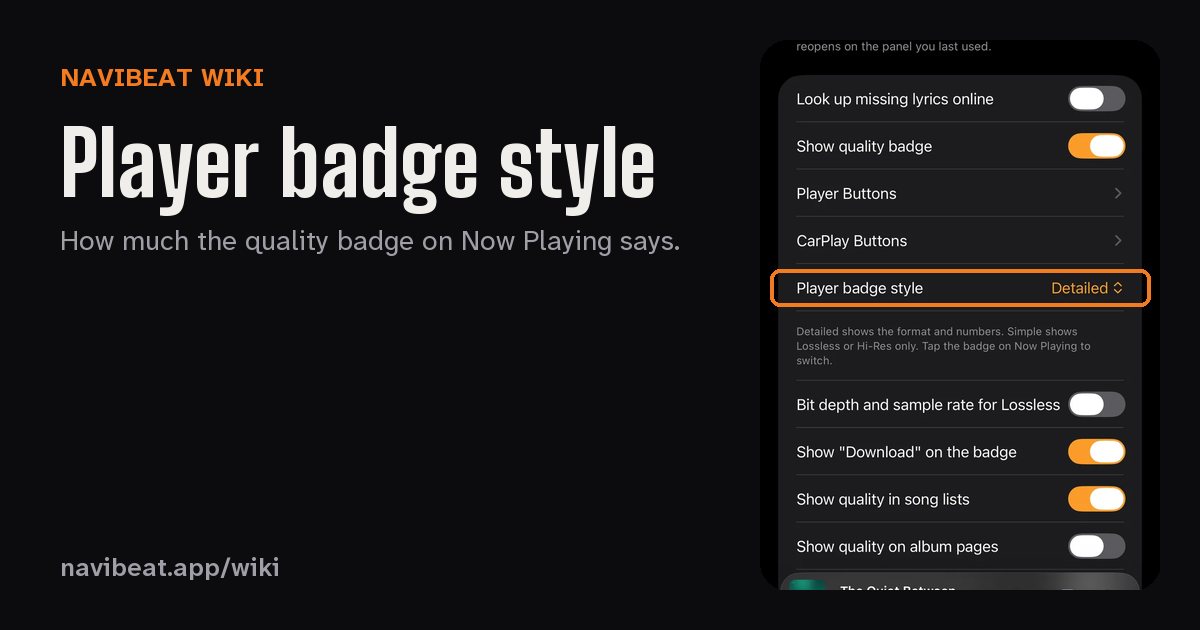 NAVIBEAT WIKI
Player badge style
How much the quality badge on Now Playing says.
navibeat.app/wiki
reopens on the panel you last used.
Look up missing lyrics online
Show quality badge
Player Buttons
CarPlay Buttons
Player badge style Detailed
Detailed shows the format and numbers. Simple shows
Lossless or Hi-Res only. Tap the badge on Now Playing to
switch.
Bit depth and sample rate for Lossless
Show "Download" on the badge
Show quality in song lists
Show quality on album pages
The Quiet Between